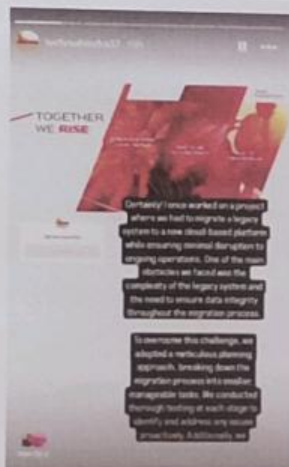 TOGETHER
WE RISE
Certainly! I once worked on a project
where we had to migrate a legacy
system to a new cloud-based platform
while ensuring minimal disruption to
ongoing operations. One of the main
obstacles we faced was the
complexity of the legacy system and
the need to ensure data integrity
throughout the migration process.
To overcome this challenge, we
adopted a meticulous planning
approach, breaking down the
migration process into smaller,
manageable tasks. We conducted
thorough testing at each stage to
identify and address any issues
proactively. Additionally, we